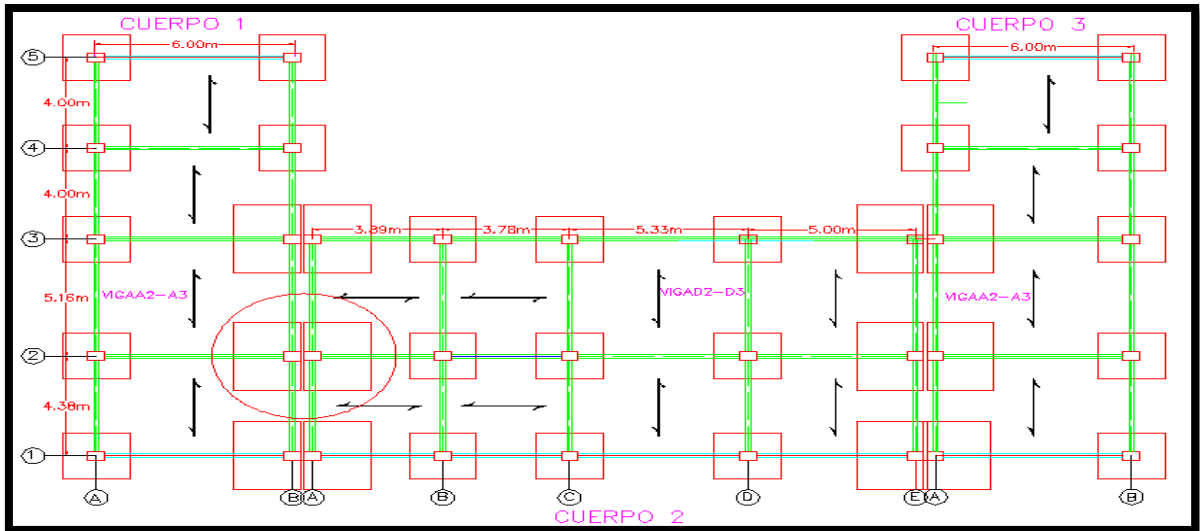 CUERPO 1
CUERPO 3
6.00m
6.00m
5
4.00m
4
4.00m
3
3.89m
3.78m
5.33m
5.00m
5.16m
VIGAA2-A3
VIGAD2-D3
VIGAA2-A3
2
4.38m
1
A
B
A
B
C
D
E
A
B
CUERPO 2